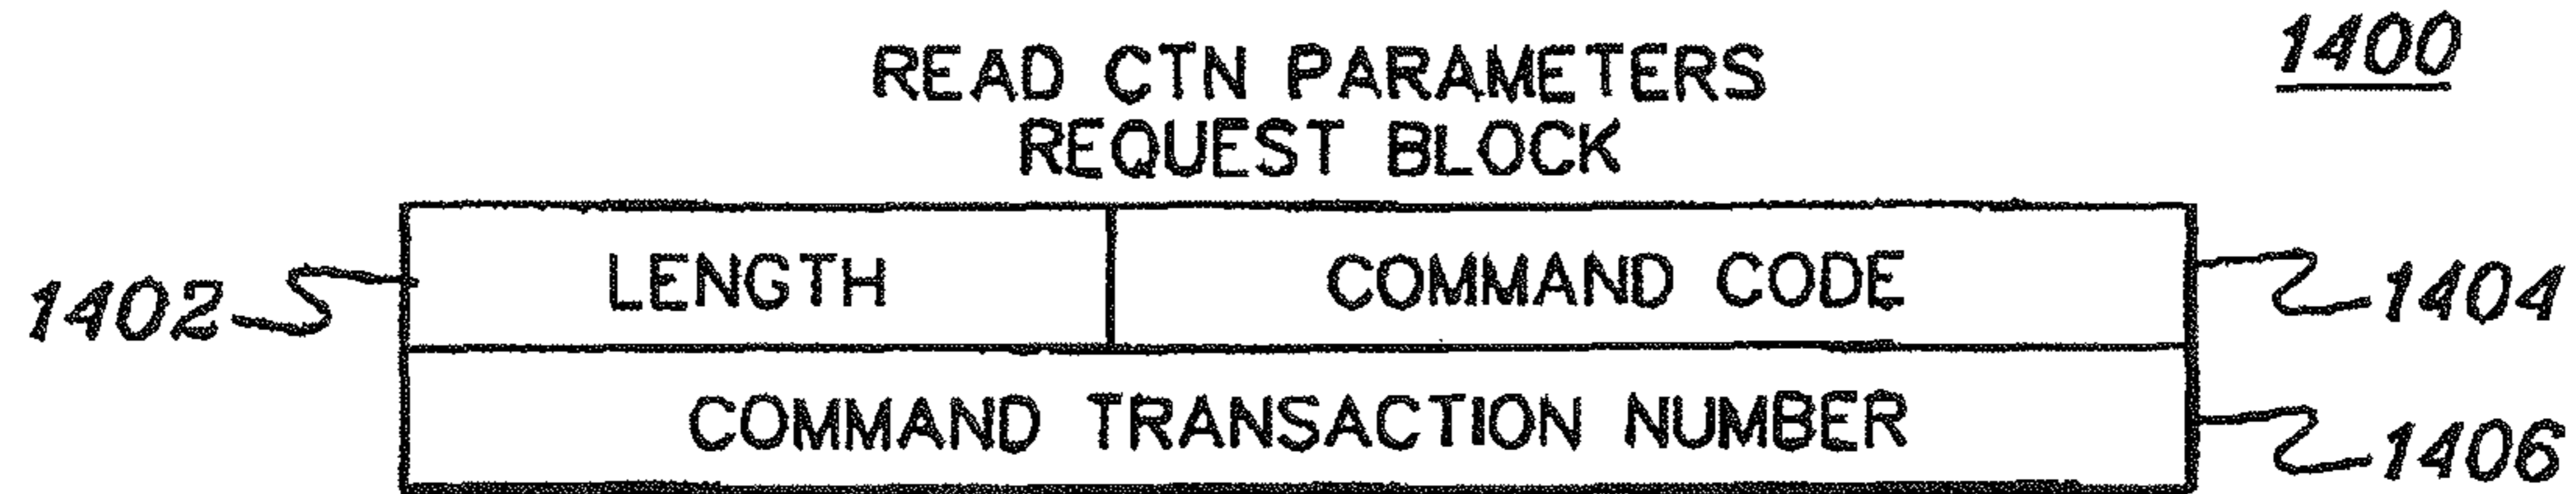 1400
READ CTN PARAMETERS
REQUEST BLOCK
1402 LENGTH COMMAND CODE 1404
COMMAND TRANSACTION NUMBER 1406